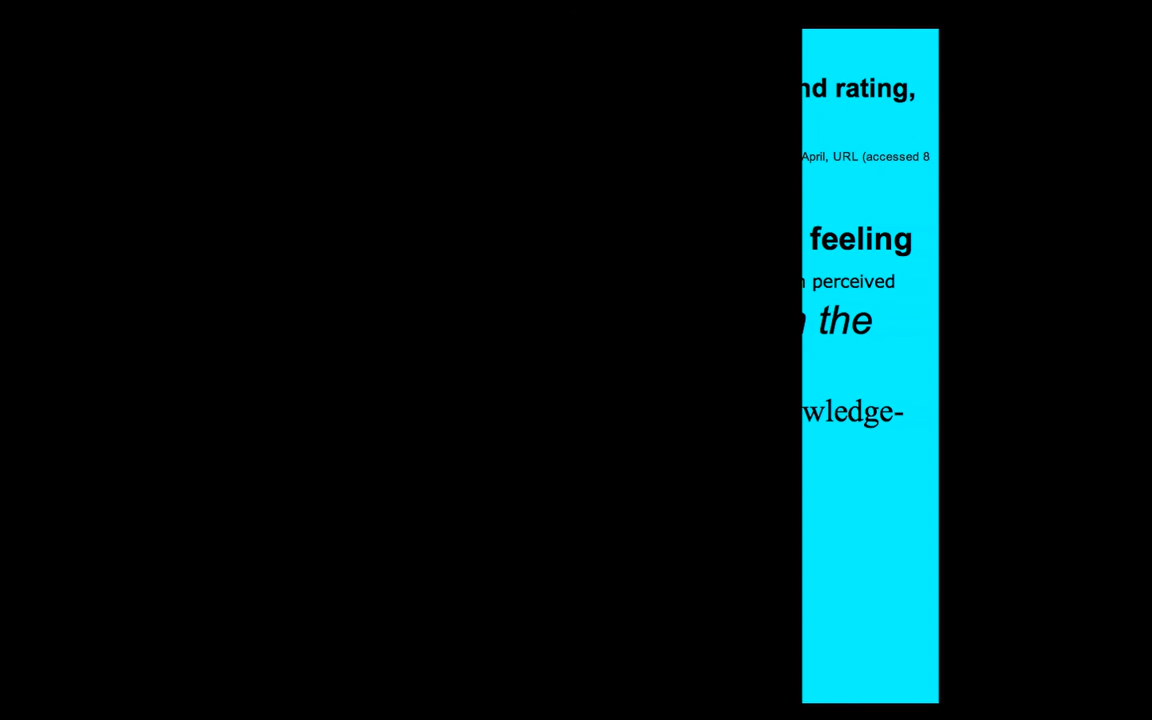 nd rating,
April, URL (accessed 8
feeling
perceived
the
wledge-